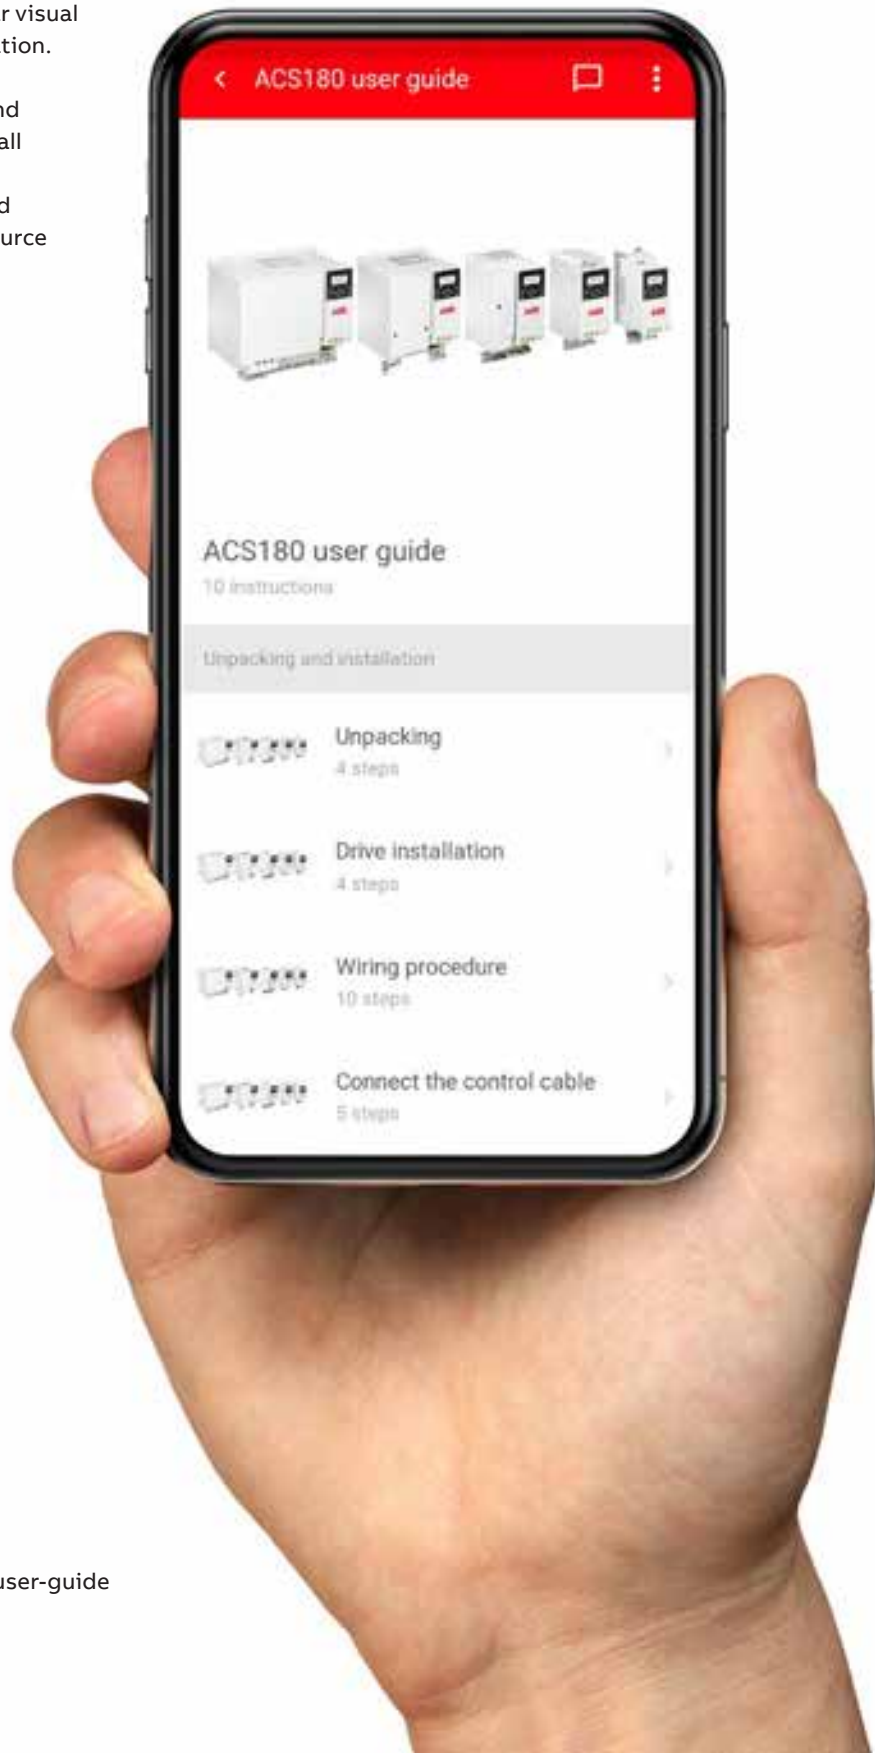 r visual
tion.
nd
all
d
urce
ACS180 user guide
ACS180 user guide
10 instructions
Unpacking and installation
Unpacking
4 steps
Drive installation
4 steps
Wiring procedure
10 steps
Connect the control cable
5 steps
user-guide